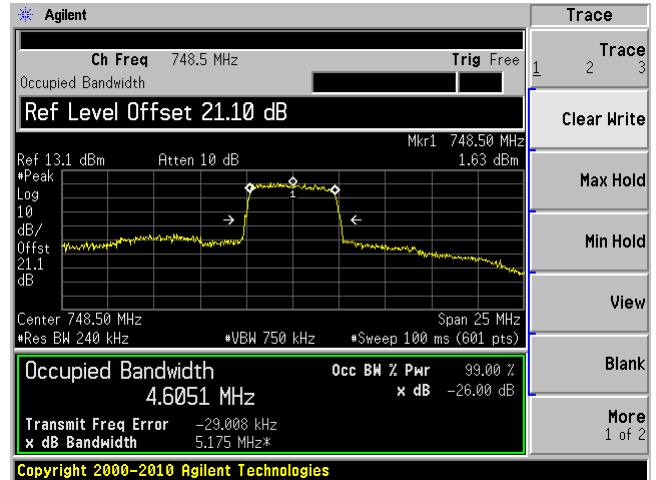 Agilent
Trace
Ch Freq 748.5 MHz Trig Free
Occupied Bandwidth
Ref Level Offset 21.10 dB
Mkr1 748.50 MHz
Ref 13.1 dBm Atten 10 dB 1.63 dBm
#Peak
Log
10
dB/
Offst
21.1
dB
1
Center 748.50 MHz Span 25 MHz
#Res BW 240 kHz #VBW 750 kHz #Sweep 100 ms (601 pts)
Occupied Bandwidth Occ BW % Pwr 99.00 %
4.6051 MHz x dB -26.00 dB
Transmit Freq Error -29.008 kHz
x dB Bandwidth 5.175 MHz*
Copyright 2000-2010 Agilent Technologies
Trace
1 2 3
Clear Write
Max Hold
Min Hold
View
Blank
More
1 of 2